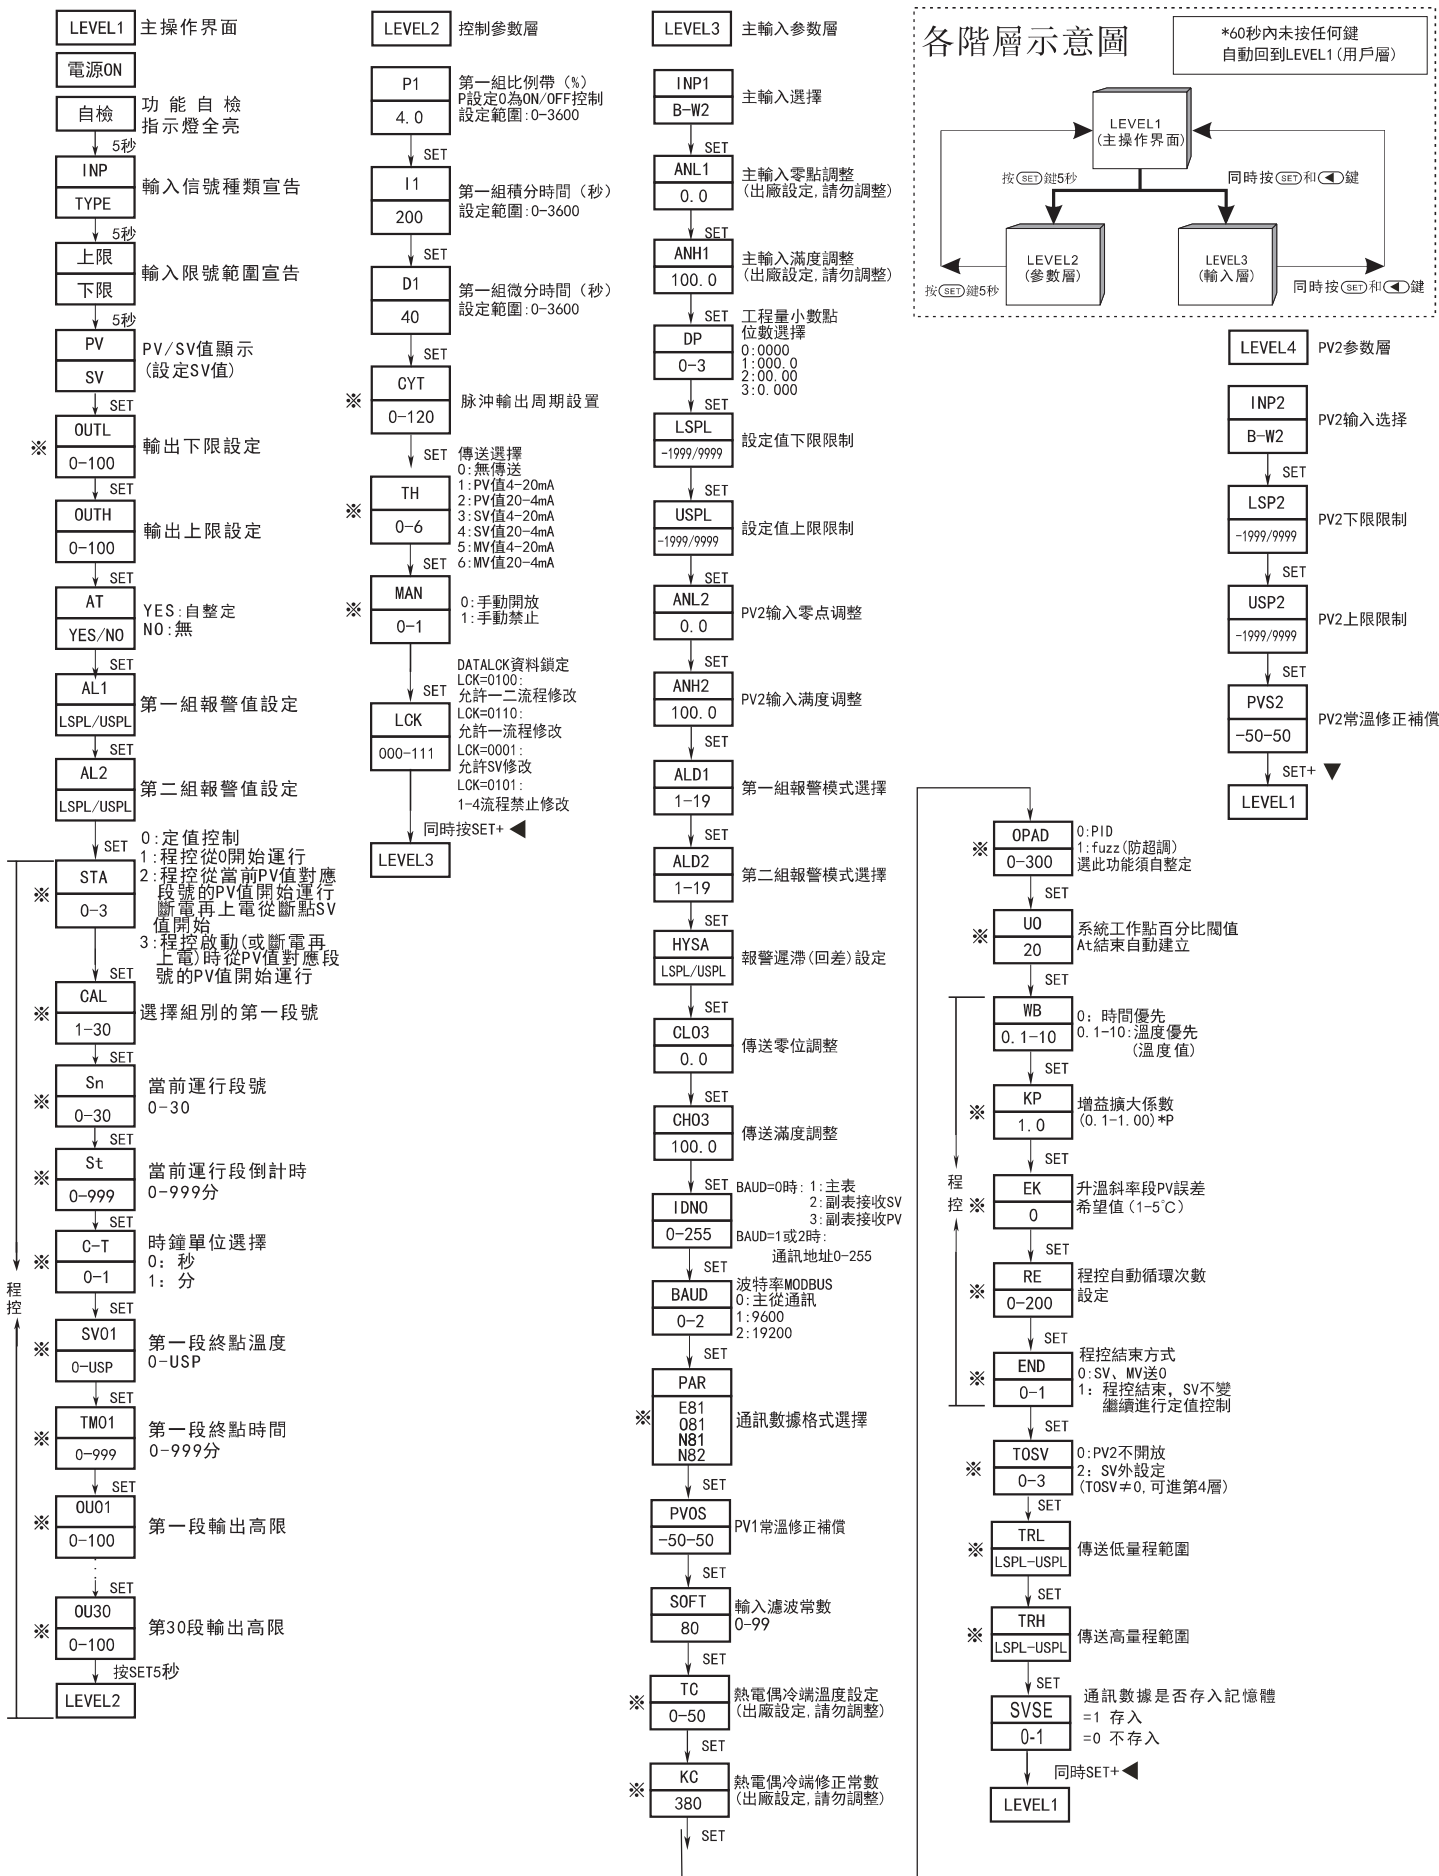 LEVEL1 主操作界面
電源ON
自檢
功能自檢
指示燈全亮
5秒
INP
TYPE
輸入信號種類宣告
5秒
上限
下限
輸入限號範圍宣告
5秒
PV
SV
PV/SV值顯示
(設定SV值)
SET
※
OUTL
0-100
輸出下限設定
SET
OUTH
0-100
輸出上限設定
SET
AT
YES/NO
YES:自整定
NO:無
SET
AL1
LSPL/USPL
第一組報警值設定
SET
AL2
LSPL/USPL
第二組報警值設定
SET
※
STA
0-3
0:定值控制
1:程控從0開始運行
2:程控從當前PV值對應
段號的PV值開始運行
斷電再上電從斷點SV
值開始
3:程控啟動(或斷電再
上電)時從PV值對應段
號的PV值開始運行
SET
※
CAL
1-30
選擇組別的第一段號
SET
※
Sn
0-30
當前運行段號
0-30
SET
※
St
0-999
當前運行段倒計時
0-999分
SET
※
C-T
0-1
時鐘單位選擇
0: 秒
1: 分
程
控
SET
※
SV01
0-USP
第一段終點溫度
0-USP
SET
※
TM01
0-999
第一段終點時間
0-999分
SET
※
OU01
0-100
第一段輸出高限
SET
※
OU30
0-100
第30段輸出高限
按SET5秒
LEVEL2
LEVEL2 控制參數層
P1
4.0
第一組比例帶 (%)
P設定0為ON/OFF控制
設定範圍:0-3600
SET
I1
200
第一組積分時間 (秒)
設定範圍:0-3600
SET
D1
40
第一組微分時間 (秒)
設定範圍:0-3600
SET
※
CYT
0-120
脉沖輸出周期設置
SET
※
TH
0-6
傳送選擇
0:無傳送
1:PV值4-20mA
2:PV值20-4mA
3:SV值4-20mA
4:SV值20-4mA
5:MV值4-20mA
6:MV值20-4mA
SET
※
MAN
0-1
0:手動開放
1:手動禁止
SET
LCK
000-111
DATALCK資料鎖定
LCK=0100:
允許一二流程修改
LCK=0110:
允許一流程修改
LCK=0001:
允許SV修改
LCK=0101:
1-4流程禁止修改
同時按SET+ ◀
LEVEL3
LEVEL3 主輸入参数層
INP1
B-W2
主輸入選擇
SET
ANL1
0.0
主輸入零點調整
(出廠設定,請勿調整)
SET
ANH1
100.0
主輸入滿度調整
(出廠設定,請勿調整)
SET
DP
0-3
工程量小數點
位數選擇
0:0000
1:000.0
2:00.00
3:0.000
SET
LSPL
-1999/9999
設定值下限限制
SET
USPL
-1999/9999
設定值上限限制
SET
ANL2
0.0
PV2输入零点调整
SET
ANH2
100.0
PV2输入满度调整
SET
ALD1
1-19
第一組報警模式選擇
SET
ALD2
1-19
第二組報警模式選擇
SET
HYSA
LSPL/USPL
報警遲滯(回差)設定
SET
CLO3
0.0
傳送零位調整
SET
CHO3
100.0
傳送滿度調整
SET
IDNO
0-255
BAUD=0時: 1:主表
2:副表接收SV
3:副表接收PV
BAUD=1或2時:
通訊地址0-255
SET
BAUD
0-2
波特率MODBUS
0:主從通訊
1:9600
2:19200
SET
※
PAR
E81
O81
N81
N82
通訊數據格式選擇
SET
PVOS
-50-50
PV1常溫修正補償
SET
SOFT
80
輸入濾波常數
0-99
SET
※
TC
0-50
熱電偶冷端溫度設定
(出廠設定,請勿調整)
SET
※
KC
380
熱電偶冷端修正常數
(出廠設定,請勿調整)
SET
各階層示意圖
*60秒內未按任何鍵
自動回到LEVEL1(用戶層)
LEVEL1
(主操作界面)
按SET鍵5秒
同時按SET和◀鍵
LEVEL2
(參數層)
LEVEL3
(輸入層)
按SET鍵5秒
同時按SET和◀鍵
LEVEL4 PV2参数層
INP2
B-W2
PV2输入选择
SET
LSP2
-1999/9999
PV2下限限制
SET
USP2
-1999/9999
PV2上限限制
SET
PVS2
-50-50
PV2常溫修正補償
SET+ ▼
LEVEL1
※
OPAD
0-300
0:PID
1:fuzz(防超調)
選此功能須自整定
SET
※
UO
20
系統工作點百分比閥值
At結束自動建立
SET
WB
0.1-10
0: 時間優先
0.1-10:溫度優先
(溫度值)
SET
※
KP
1.0
增益擴大係數
(0.1-1.00)*P
SET
程
控
※
EK
0
升溫斜率段PV誤差
希望值(1-5℃)
SET
※
RE
0-200
程控自動循環次數
設定
SET
※
END
0-1
程控結束方式
0:SV、MV送0
1: 程控結束, SV不變
繼續進行定值控制
SET
※
TOSV
0-3
0:PV2不開放
2: SV外設定
(TOSV≠0,可進第4層)
SET
※
TRL
LSPL-USPL
傳送低量程範圍
SET
※
TRH
LSPL-USPL
傳送高量程範圍
SET
SVSE
0-1
通訊數據是否存入記憶體
=1 存入
=0 不存入
同時SET+◀
LEVEL1